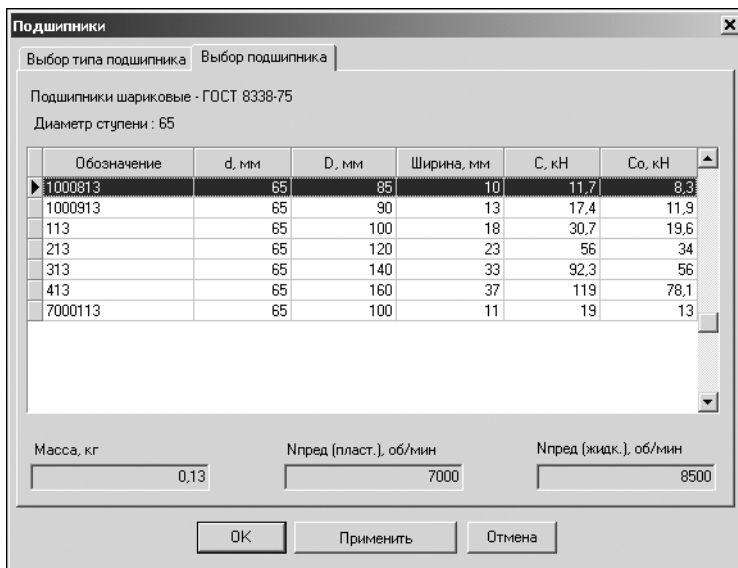 Подшипники
Выбор типа подшипника Выбор подшипника
Подшипники шариковые - ГОСТ 8338-75
Диаметр ступени : 65
Обозначение d, мм D, мм Ширина, мм C, кН Co, кН
1000813 65 85 10 11,7 8,3
1000913 65 90 13 17,4 11,9
113 65 100 18 30,7 19,6
213 65 120 23 56 34
313 65 140 33 92,3 56
413 65 160 37 119 78,1
7000113 65 100 11 19 13
Масса, кг Nпред (пласт.), об/мин Nпред (жидк.), об/мин
0,13 7000 8500
OK Применить Отмена